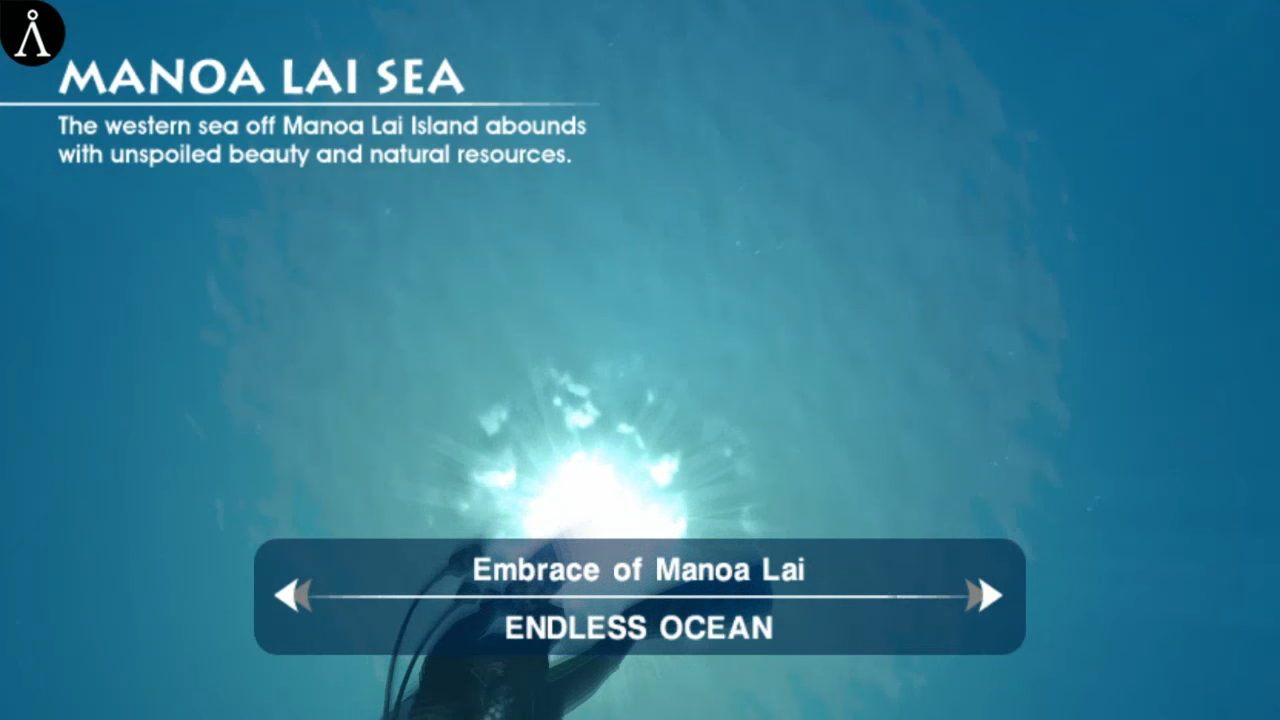 MANOA LAI SEA
The western sea off Manoa Lai Island abounds
with unspoiled beauty and natural resources.
Embrace of Manoa Lai
ENDLESS OCEAN